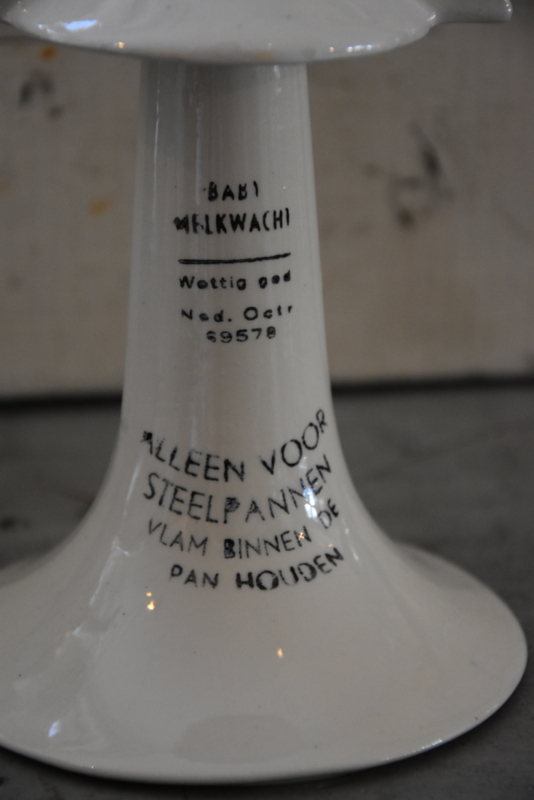 BABY
MELKWACHT
Wettig ged
Ned. Octr
69578
ALLEEN VOOR
STEELPANNEN
VLAM BINNEN DE
PAN HOUDEN